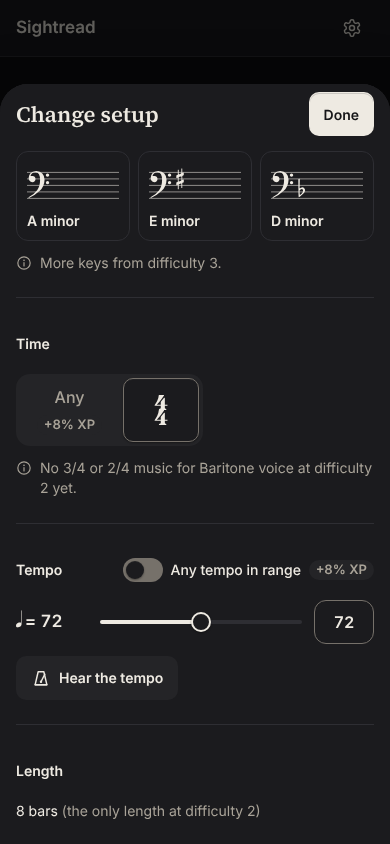 Sightread
Change setup
Done
A minor
E minor
D minor
More keys from difficulty 3.
Time
Any
+8% XP
4
4
No 3/4 or 2/4 music for Baritone voice at difficulty
2 yet.
Tempo
Any tempo in range
+8% XP
♩= 72
72
Hear the tempo
Length
8 bars (the only length at difficulty 2)